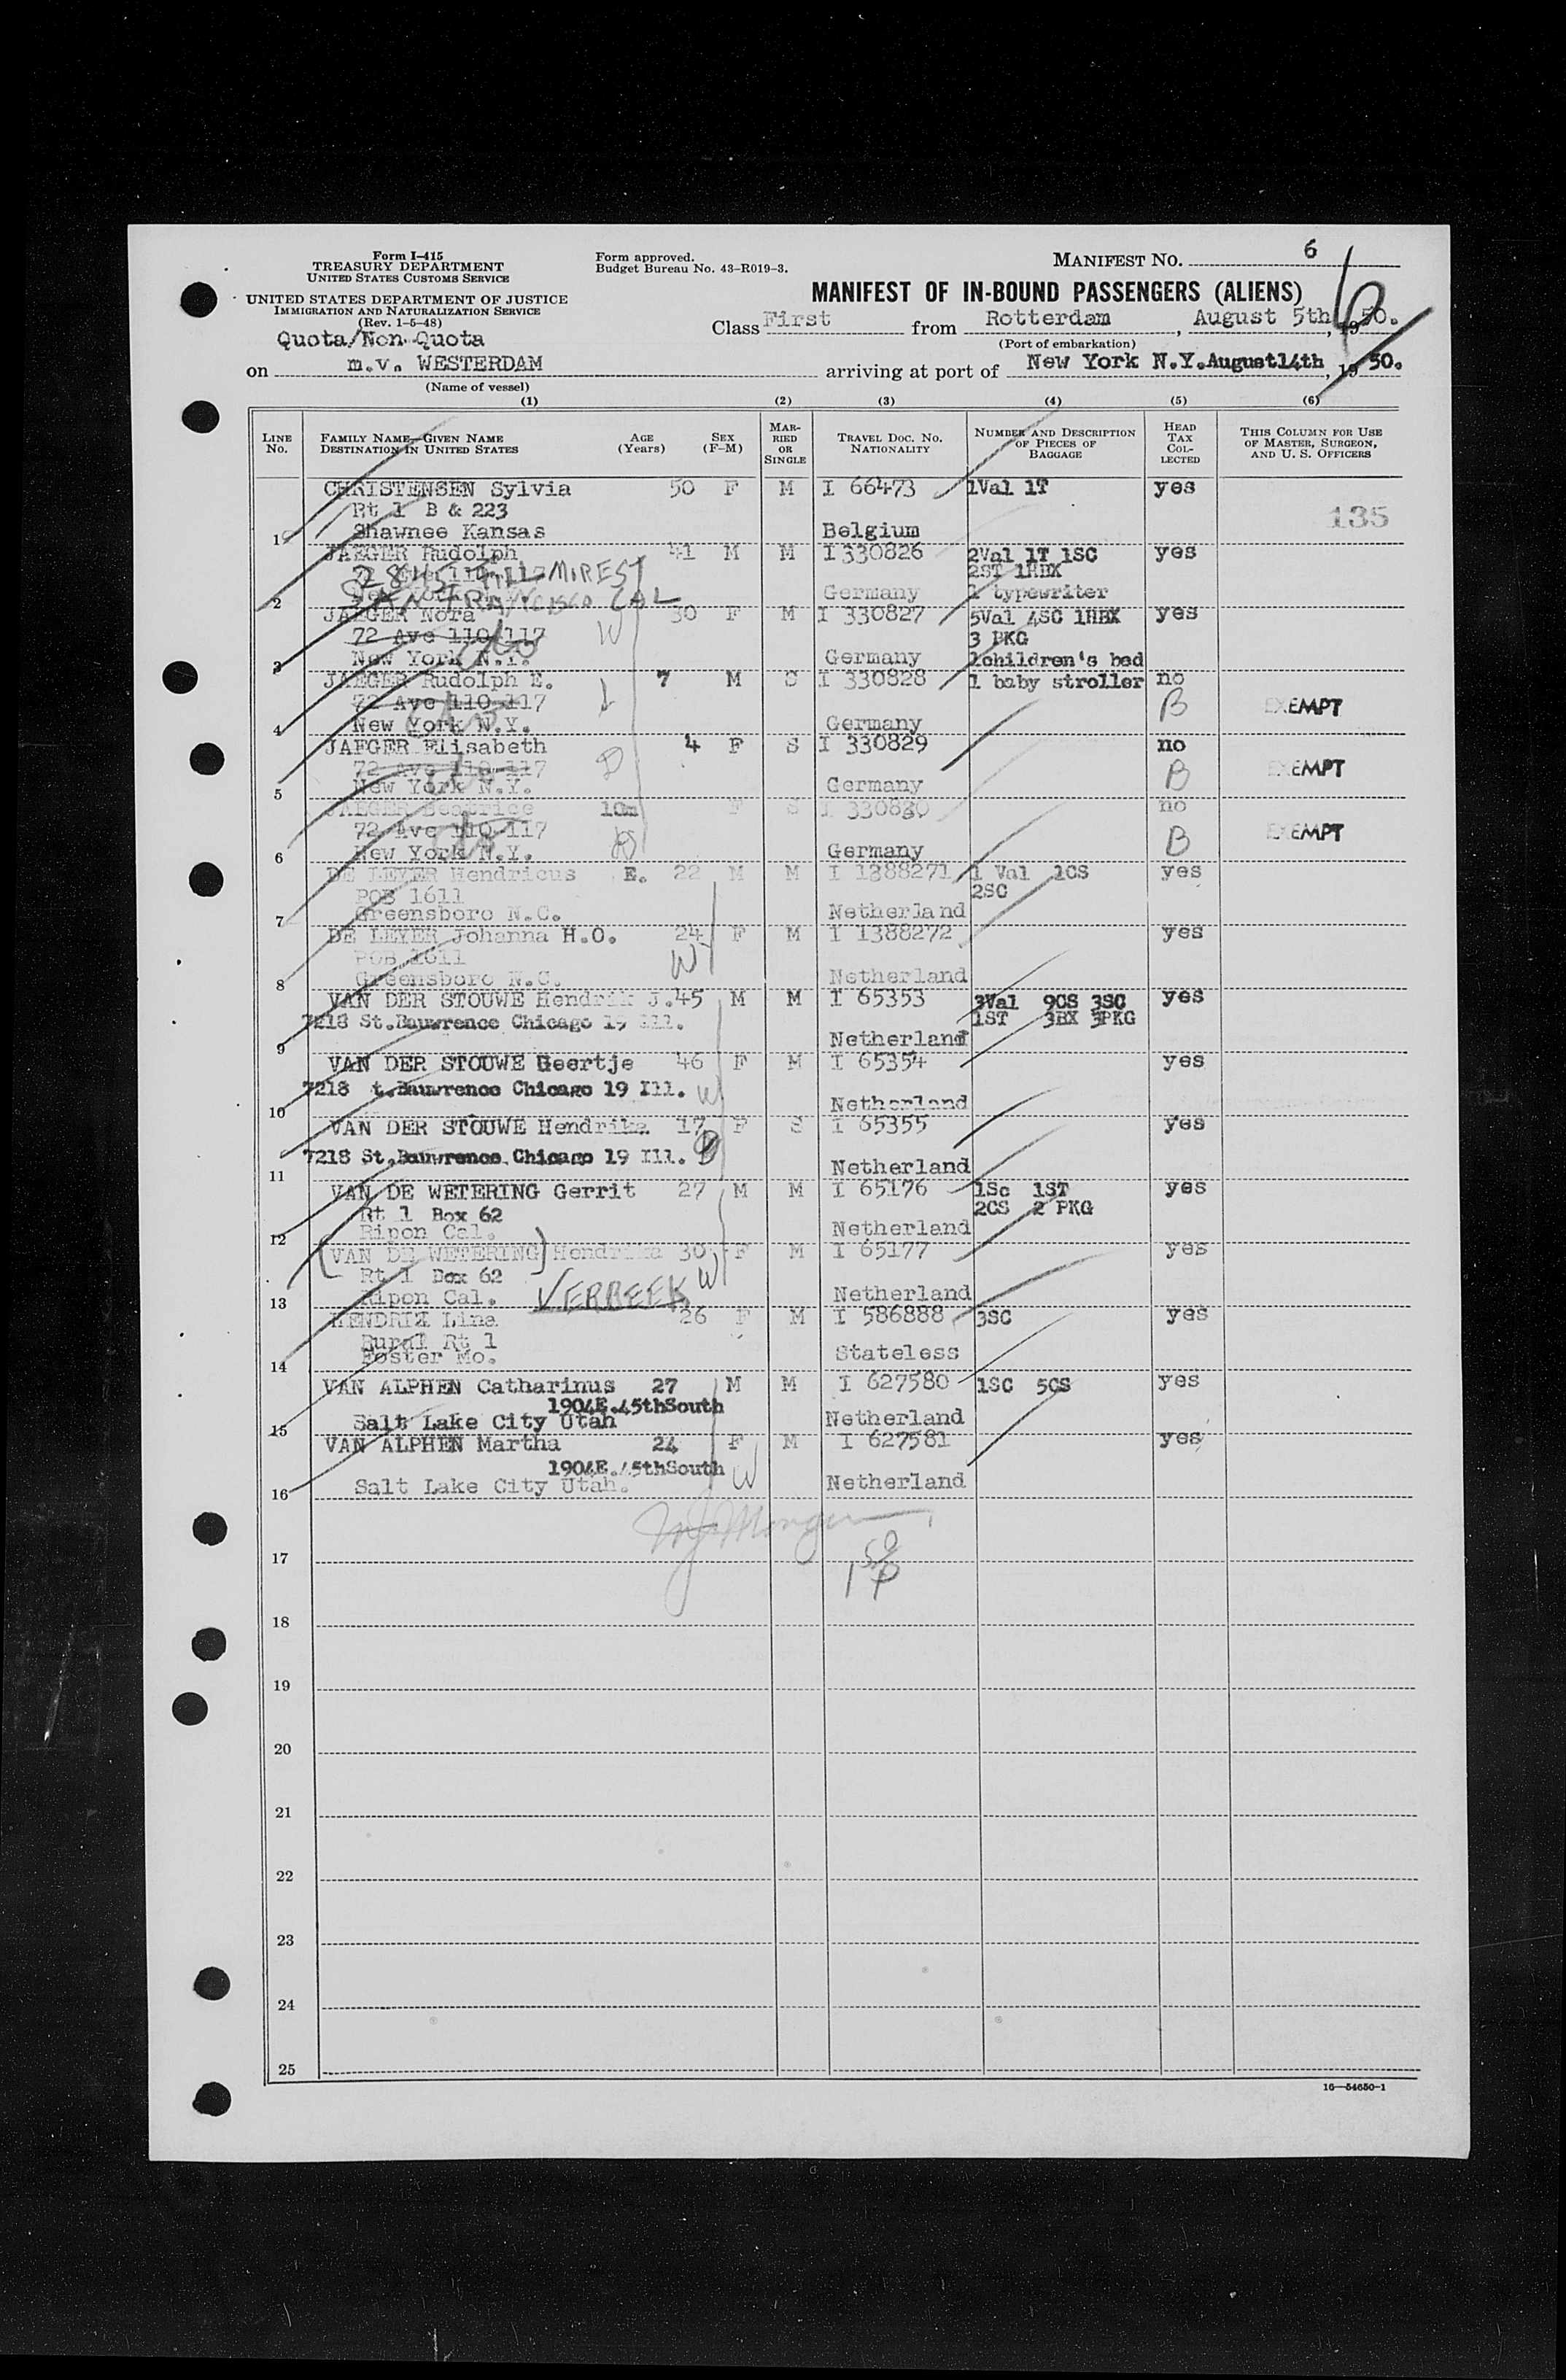 Form I-415
TREASURY DEPARTMENT
UNITED STATES CUSTOMS SERVICE
UNITED STATES DEPARTMENT OF JUSTICE
IMMIGRATION AND NATURALIZATION SERVICE
(Rev. 1-5-48)
Form approved.
Budget Bureau No. 43-R019-3.
MANIFEST NO. 6
6
MANIFEST OF IN-BOUND PASSENGERS (ALIENS)
Quota/Non-Quota
Class First from Rotterdam, August 5th, 1950.
(Port of embarkation)
on m.v. WESTERDAM arriving at port of New York N.Y. August 14th, 1950.
(Name of vessel)
(1) (2) (3) (4) (5) (6)
LINE NO. FAMILY NAME—GIVEN NAME DESTINATION IN UNITED STATES AGE (Years) SEX (F-M) MARRIED OR SINGLE TRAVEL DOC. NO. NATIONALITY NUMBER AND DESCRIPTION OF PIECES OF BAGGAGE HEAD TAX COLLECTED THIS COLUMN FOR USE OF MASTER, SURGEON, AND U. S. OFFICERS
CHRISTENSEN Sylvia 50 F M I 66473 1Val 1T yes
Rt 1 B & 223
135
1 Shawnee Kansas Belgium
JAEGER Rudolph 41 M M I 330826 2Val 1T 1SC yes
2ST 1HBX
2845 FILLMORE ST
2 SAN FRANCISCO CAL Germany 1 typewriter
JAEGER Nora 30 F M I 330827 5Val 4SC 1HBX yes
72 Ave 110-117 W 3 PKG
3 New York N.Y. Germany 1children's bed
JAEGER Rudolph E. 7 M S I 330828 1 baby stroller no
72 Ave 110-117 B EXEMPT
4 New York N.Y. Germany
JAEGER Elisabeth 4 F S I 330829 no
72 Ave 110-117 D B EXEMPT
5 New York N.Y. Germany
JAEGER Beatrice 10m F S I 330830 no
72 Ave 110-117 D B EXEMPT
6 New York N.Y. Germany
DE LEYER Hendricus E. 22 M M I 1388271 1 Val 1CS yes
POB 1611 2SC
7 Greensboro N.C. Netherland
DE LEYER Johanna H.O. 24 F M I 1388272 yes
POB 1611 W
8 Greensboro N.C. Netherland
VAN DER STOUWE Hendrik J. 45 M M I 65353 3Val 9CS 3SC yes
7218 St. Lawrence Chicago 19 Ill. 1ST 3BX 3PKG
9 Netherland
VAN DER STOUWE Geertje 46 F M I 65354 yes
7218 t. Lawrence Chicago 19 Ill. W
10 Netherland
VAN DER STOUWE Hendrika 17 F S I 65355 yes
7218 St. Lawrence Chicago 19 Ill. D
11 Netherland
VAN DE WETERING Gerrit 27 M M I 65176 1Sc 1ST yes
Rt 1 Box 62 2CS 2 PKG
12 Ripon Cal. Netherland
(VAN DE WETERING) Hendrika 30 F M I 65177 yes
Rt 1 Box 62 W
13 Ripon Cal. VERBEEK Netherland
HENDRIX Lina 26 F M I 586888 3SC yes
Rural Rt 1
14 Foster Mo. Stateless
VAN ALPHEN Catharinus 27 M M I 627580 1SC 5CS yes
1904E.45thSouth
15 Salt Lake City Utah Netherland
VAN ALPHEN Martha 24 F M I 627581 yes
1904E.45thSouth W
16 Salt Lake City Utah. Netherland
17
18
19
20
21
22
23
24
25
16—54650-1